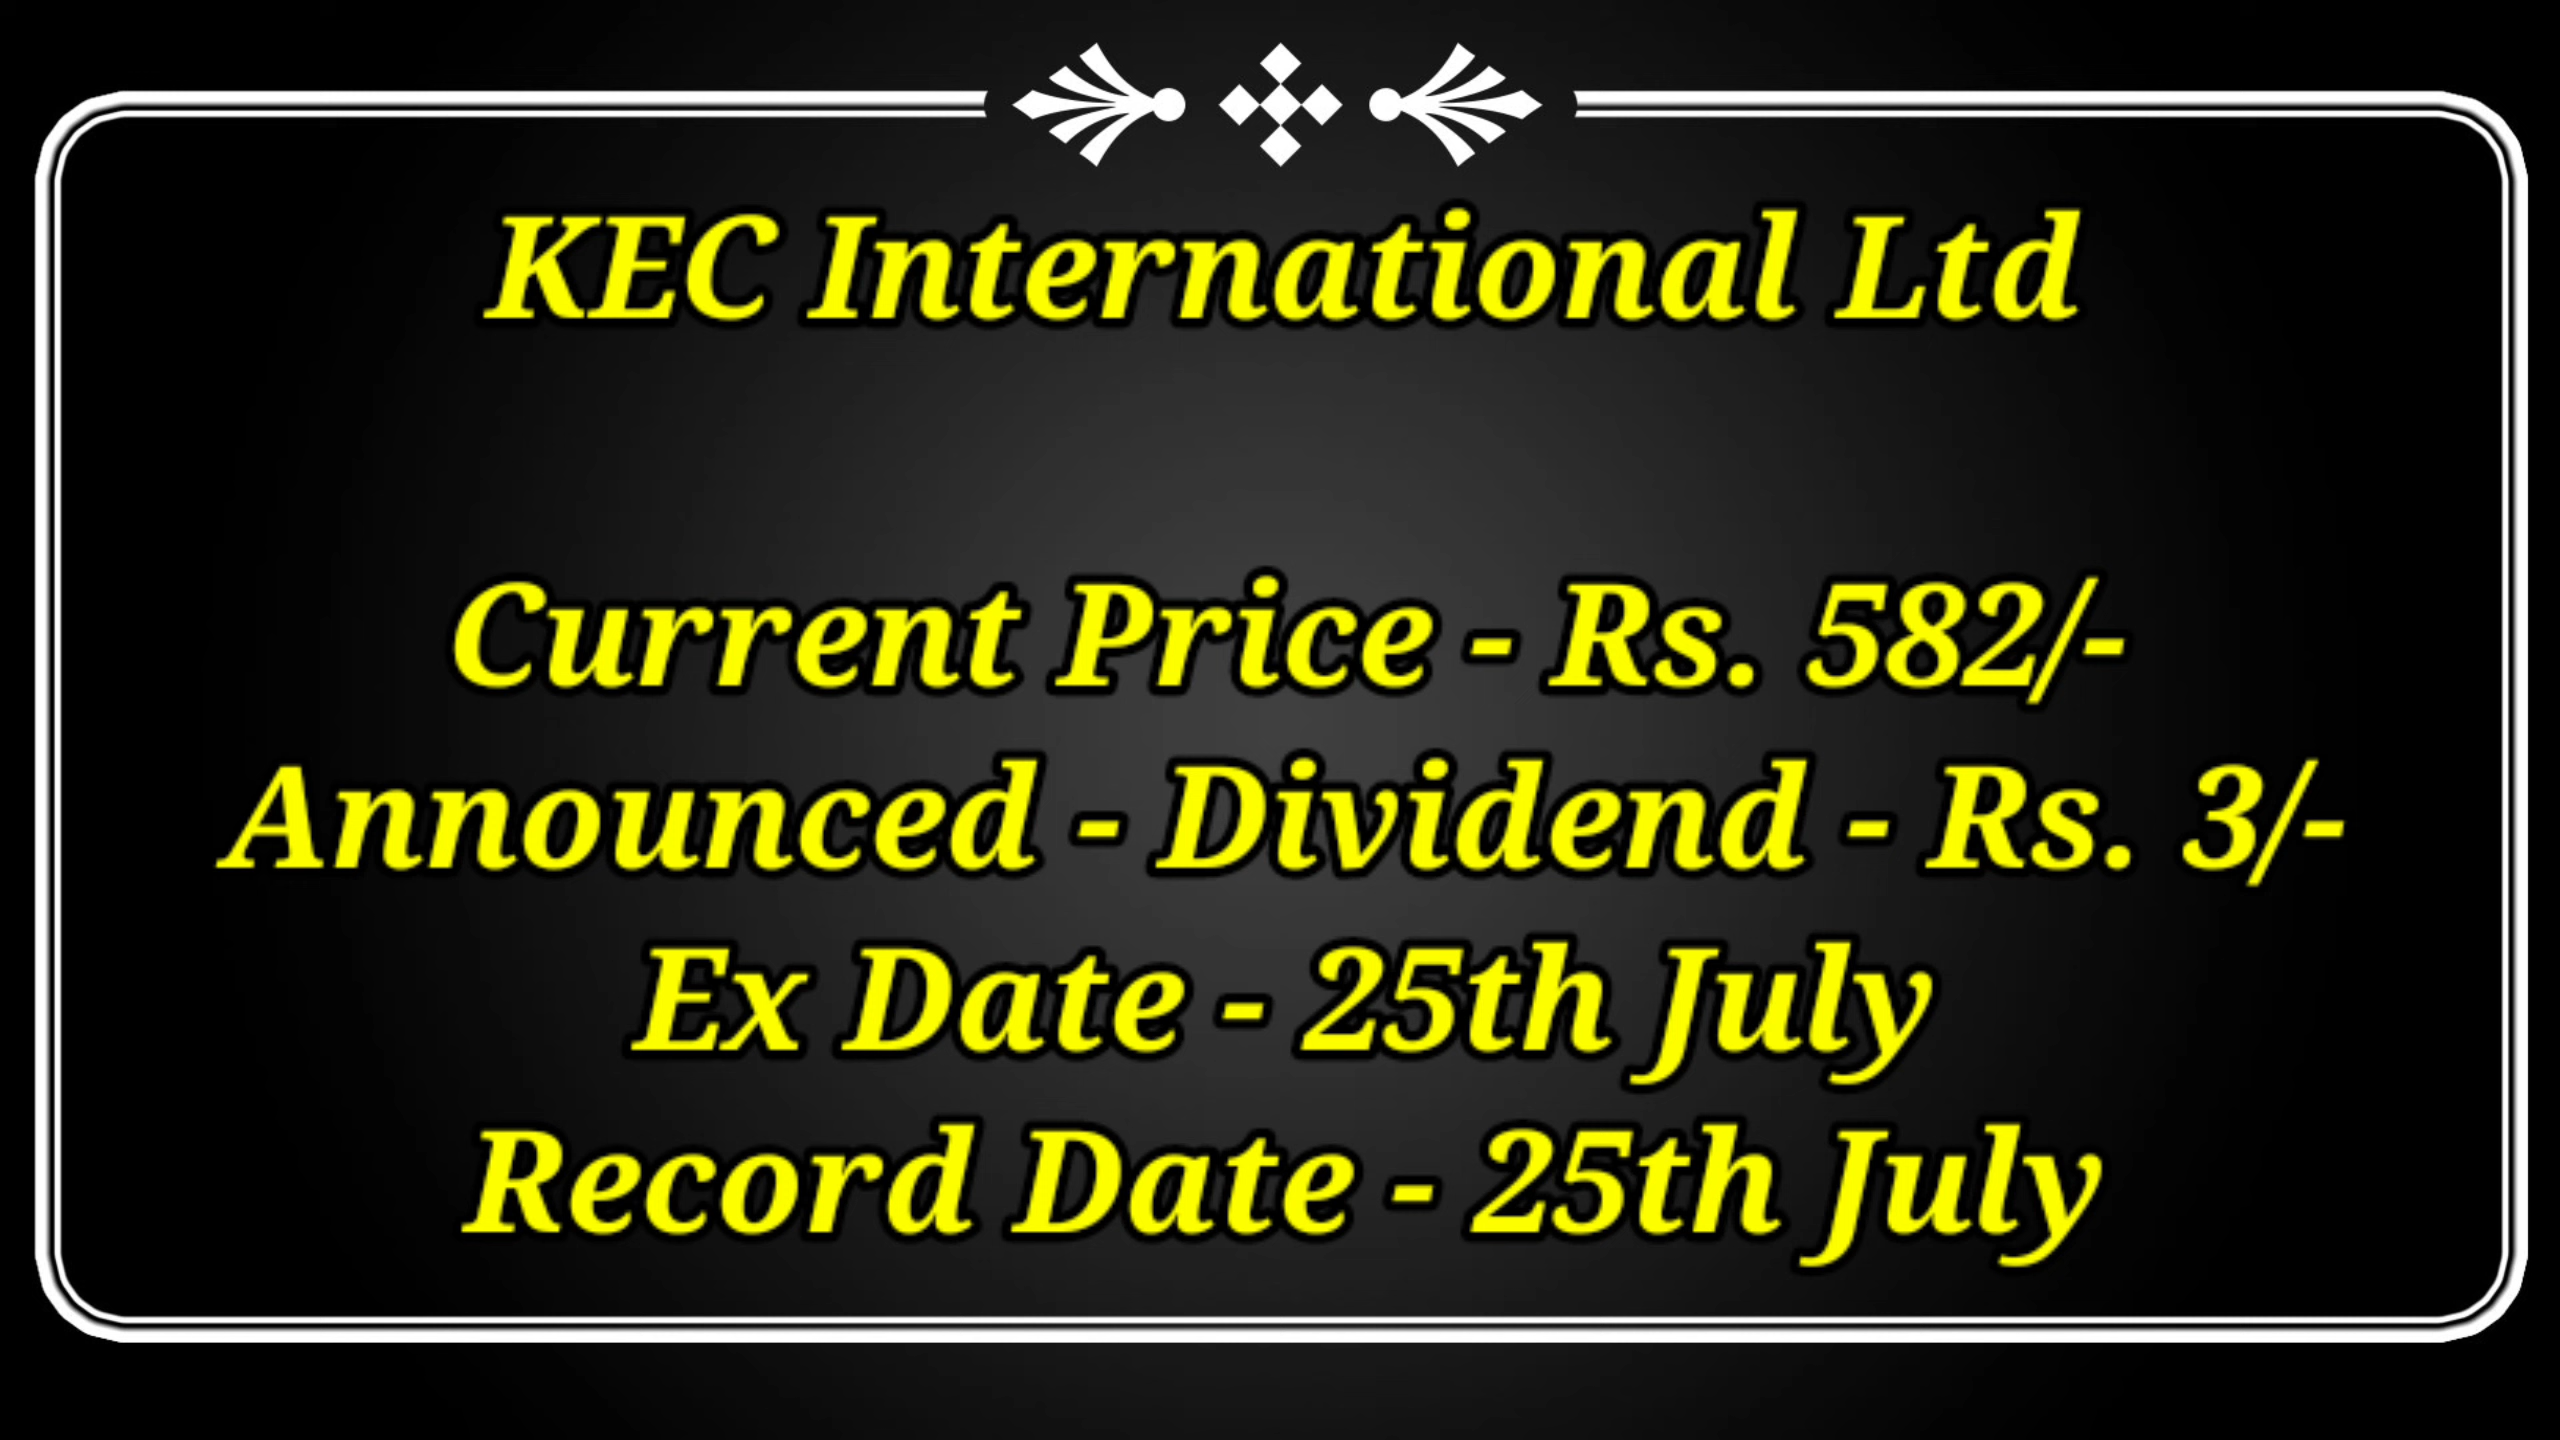 KEC International Ltd
Current Price - Rs. 582/-
Announced - Dividend - Rs. 3/-
Ex Date - 25th July
Record Date - 25th July